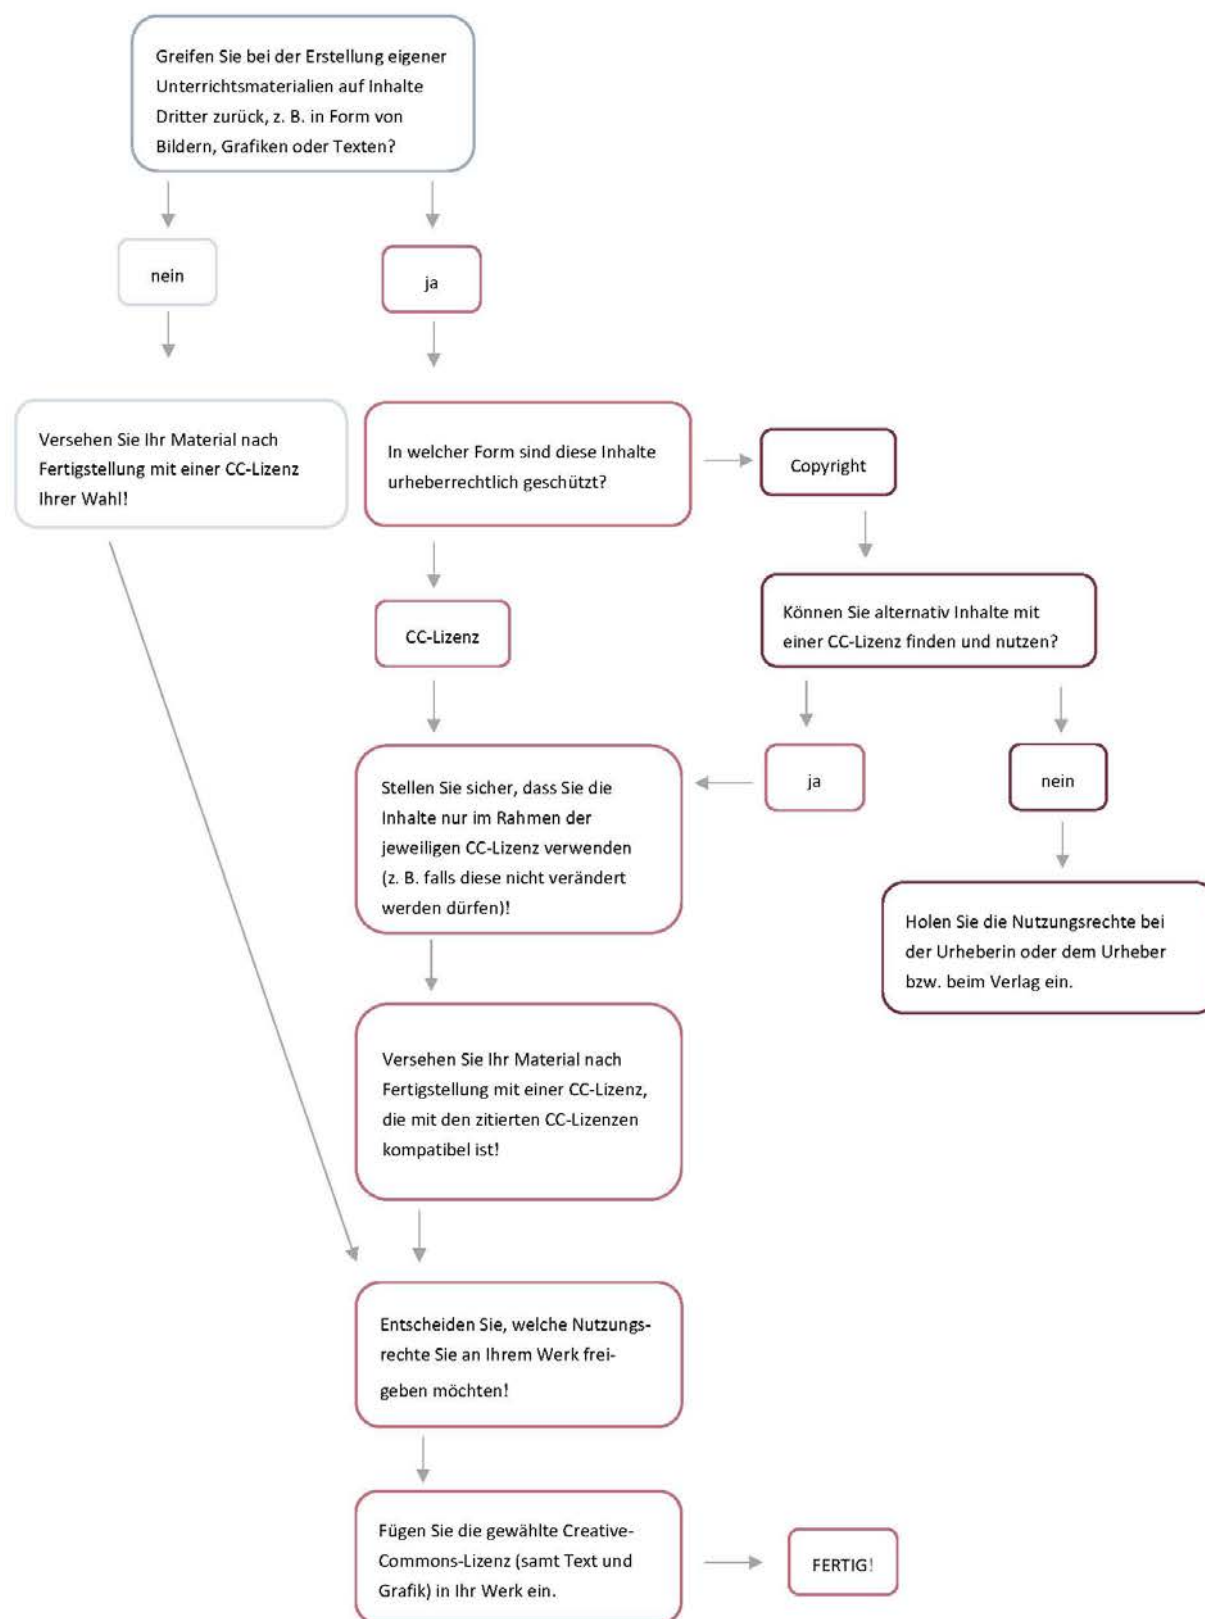 Greifen Sie bei der Erstellung eigener
Unterrichtsmaterialien auf Inhalte
Dritter zurück, z. B. in Form von
Bildern, Grafiken oder Texten?
nein
ja
Versehen Sie Ihr Material nach
Fertigstellung mit einer CC-Lizenz
Ihrer Wahl!
In welcher Form sind diese Inhalte
urheberrechtlich geschützt?
Copyright
CC-Lizenz
Können Sie alternativ Inhalte mit
einer CC-Lizenz finden und nutzen?
ja
nein
Stellen Sie sicher, dass Sie die
Inhalte nur im Rahmen der
jeweiligen CC-Lizenz verwenden
(z. B. falls diese nicht verändert
werden dürfen)!
Holen Sie die Nutzungsrechte bei
der Urheberin oder dem Urheber
bzw. beim Verlag ein.
Versehen Sie Ihr Material nach
Fertigstellung mit einer CC-Lizenz,
die mit den zitierten CC-Lizenzen
kompatibel ist!
Entscheiden Sie, welche Nutzungs-
rechte Sie an Ihrem Werk frei-
geben möchten!
Fügen Sie die gewählte Creative-
Commons-Lizenz (samt Text und
Grafik) in Ihr Werk ein.
FERTIG!